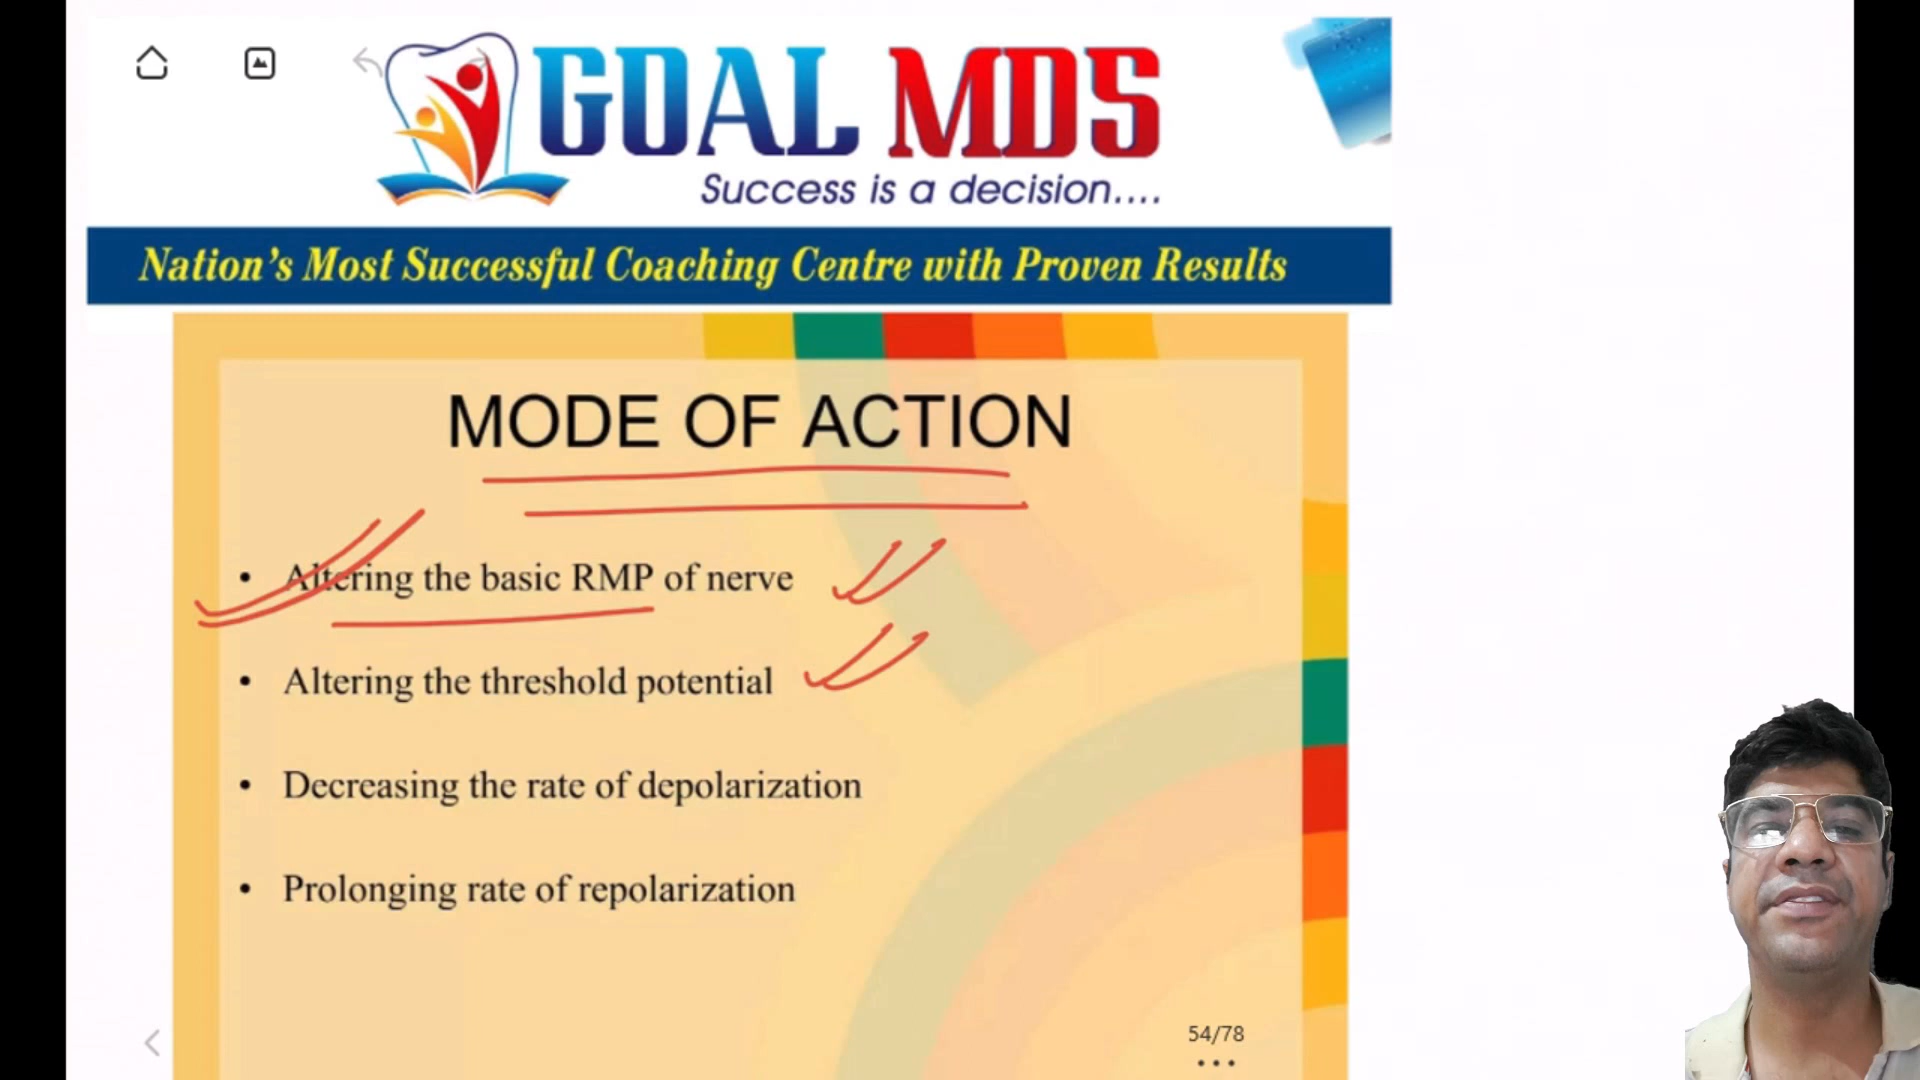 GOAL MDS
Success is a decision....
Nation's Most Successful Coaching Centre with Proven Results
MODE OF ACTION
• Altering the basic RMP of nerve
• Altering the threshold potential
• Decreasing the rate of depolarization
• Prolonging rate of repolarization
54/78